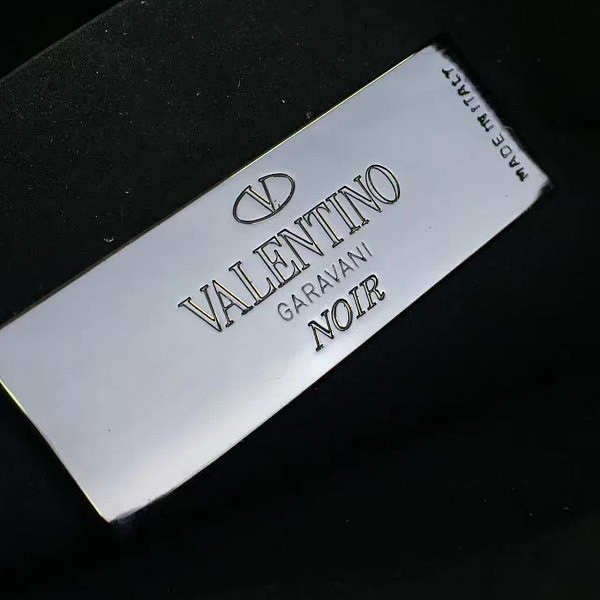 V
VALENTINO
GARAVANI
NOIR
MADE IN ITALY